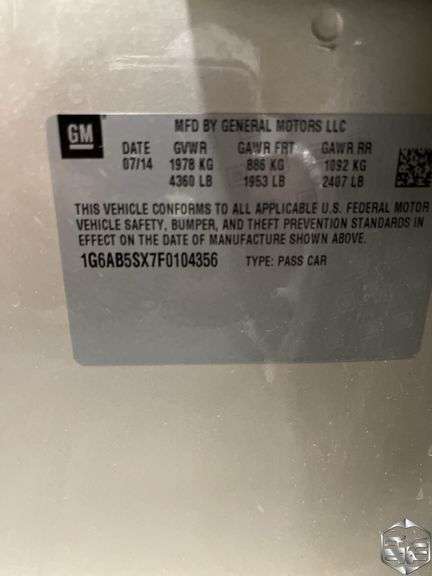 GM
MFD BY GENERAL MOTORS LLC
DATE GVWR GAWR FRT GAWR RR
07/14 1978 KG 886 KG 1092 KG
4360 LB 1953 LB 2407 LB
THIS VEHICLE CONFORMS TO ALL APPLICABLE U.S. FEDERAL MOTOR
VEHICLE SAFETY, BUMPER, AND THEFT PREVENTION STANDARDS IN
EFFECT ON THE DATE OF MANUFACTURE SHOWN ABOVE.
1G6AB5SX7F0104356 TYPE: PASS CAR